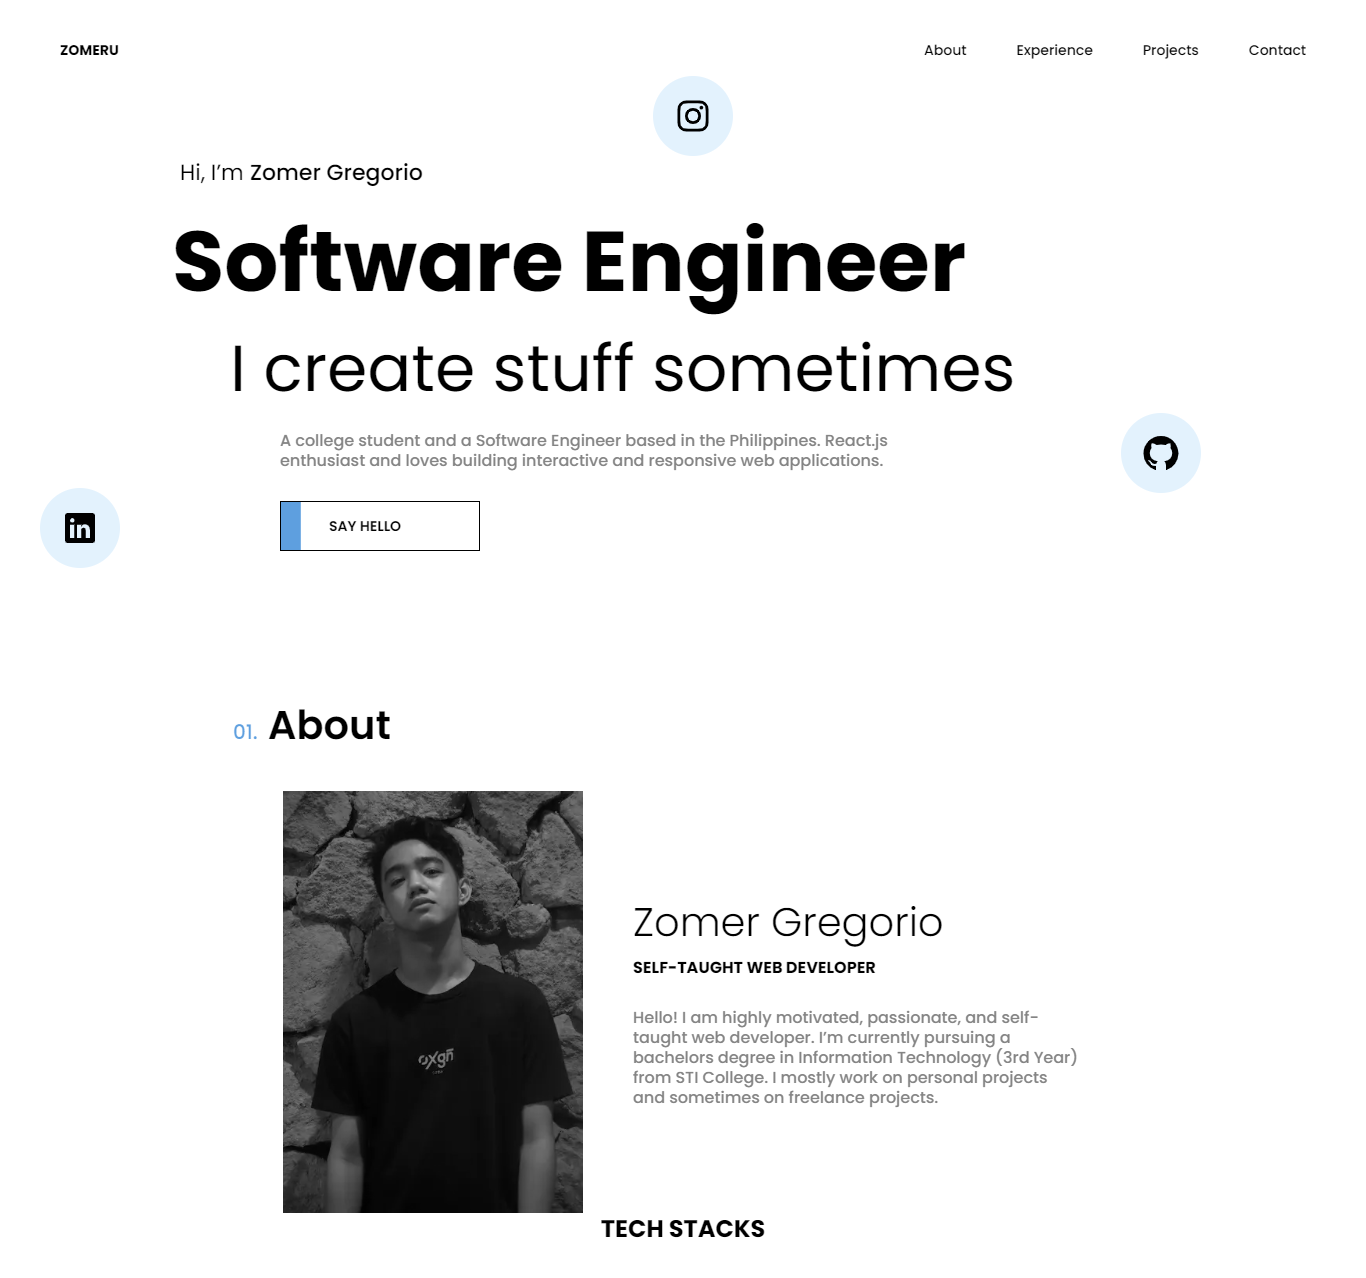 ZOMERU
About
Experience
Projects
Contact
Hi, I’m Zomer Gregorio
Software Engineer
I create stuff sometimes
A college student and a Software Engineer based in the Philippines. React.js
enthusiast and loves building interactive and responsive web applications.
in
SAY HELLO
01. About
oxgn
Zomer Gregorio
SELF-TAUGHT WEB DEVELOPER
Hello! I am highly motivated, passionate, and self-
taught web developer. I’m currently pursuing a
bachelors degree in Information Technology (3rd Year)
from STI College. I mostly work on personal projects
and sometimes on freelance projects.
TECH STACKS